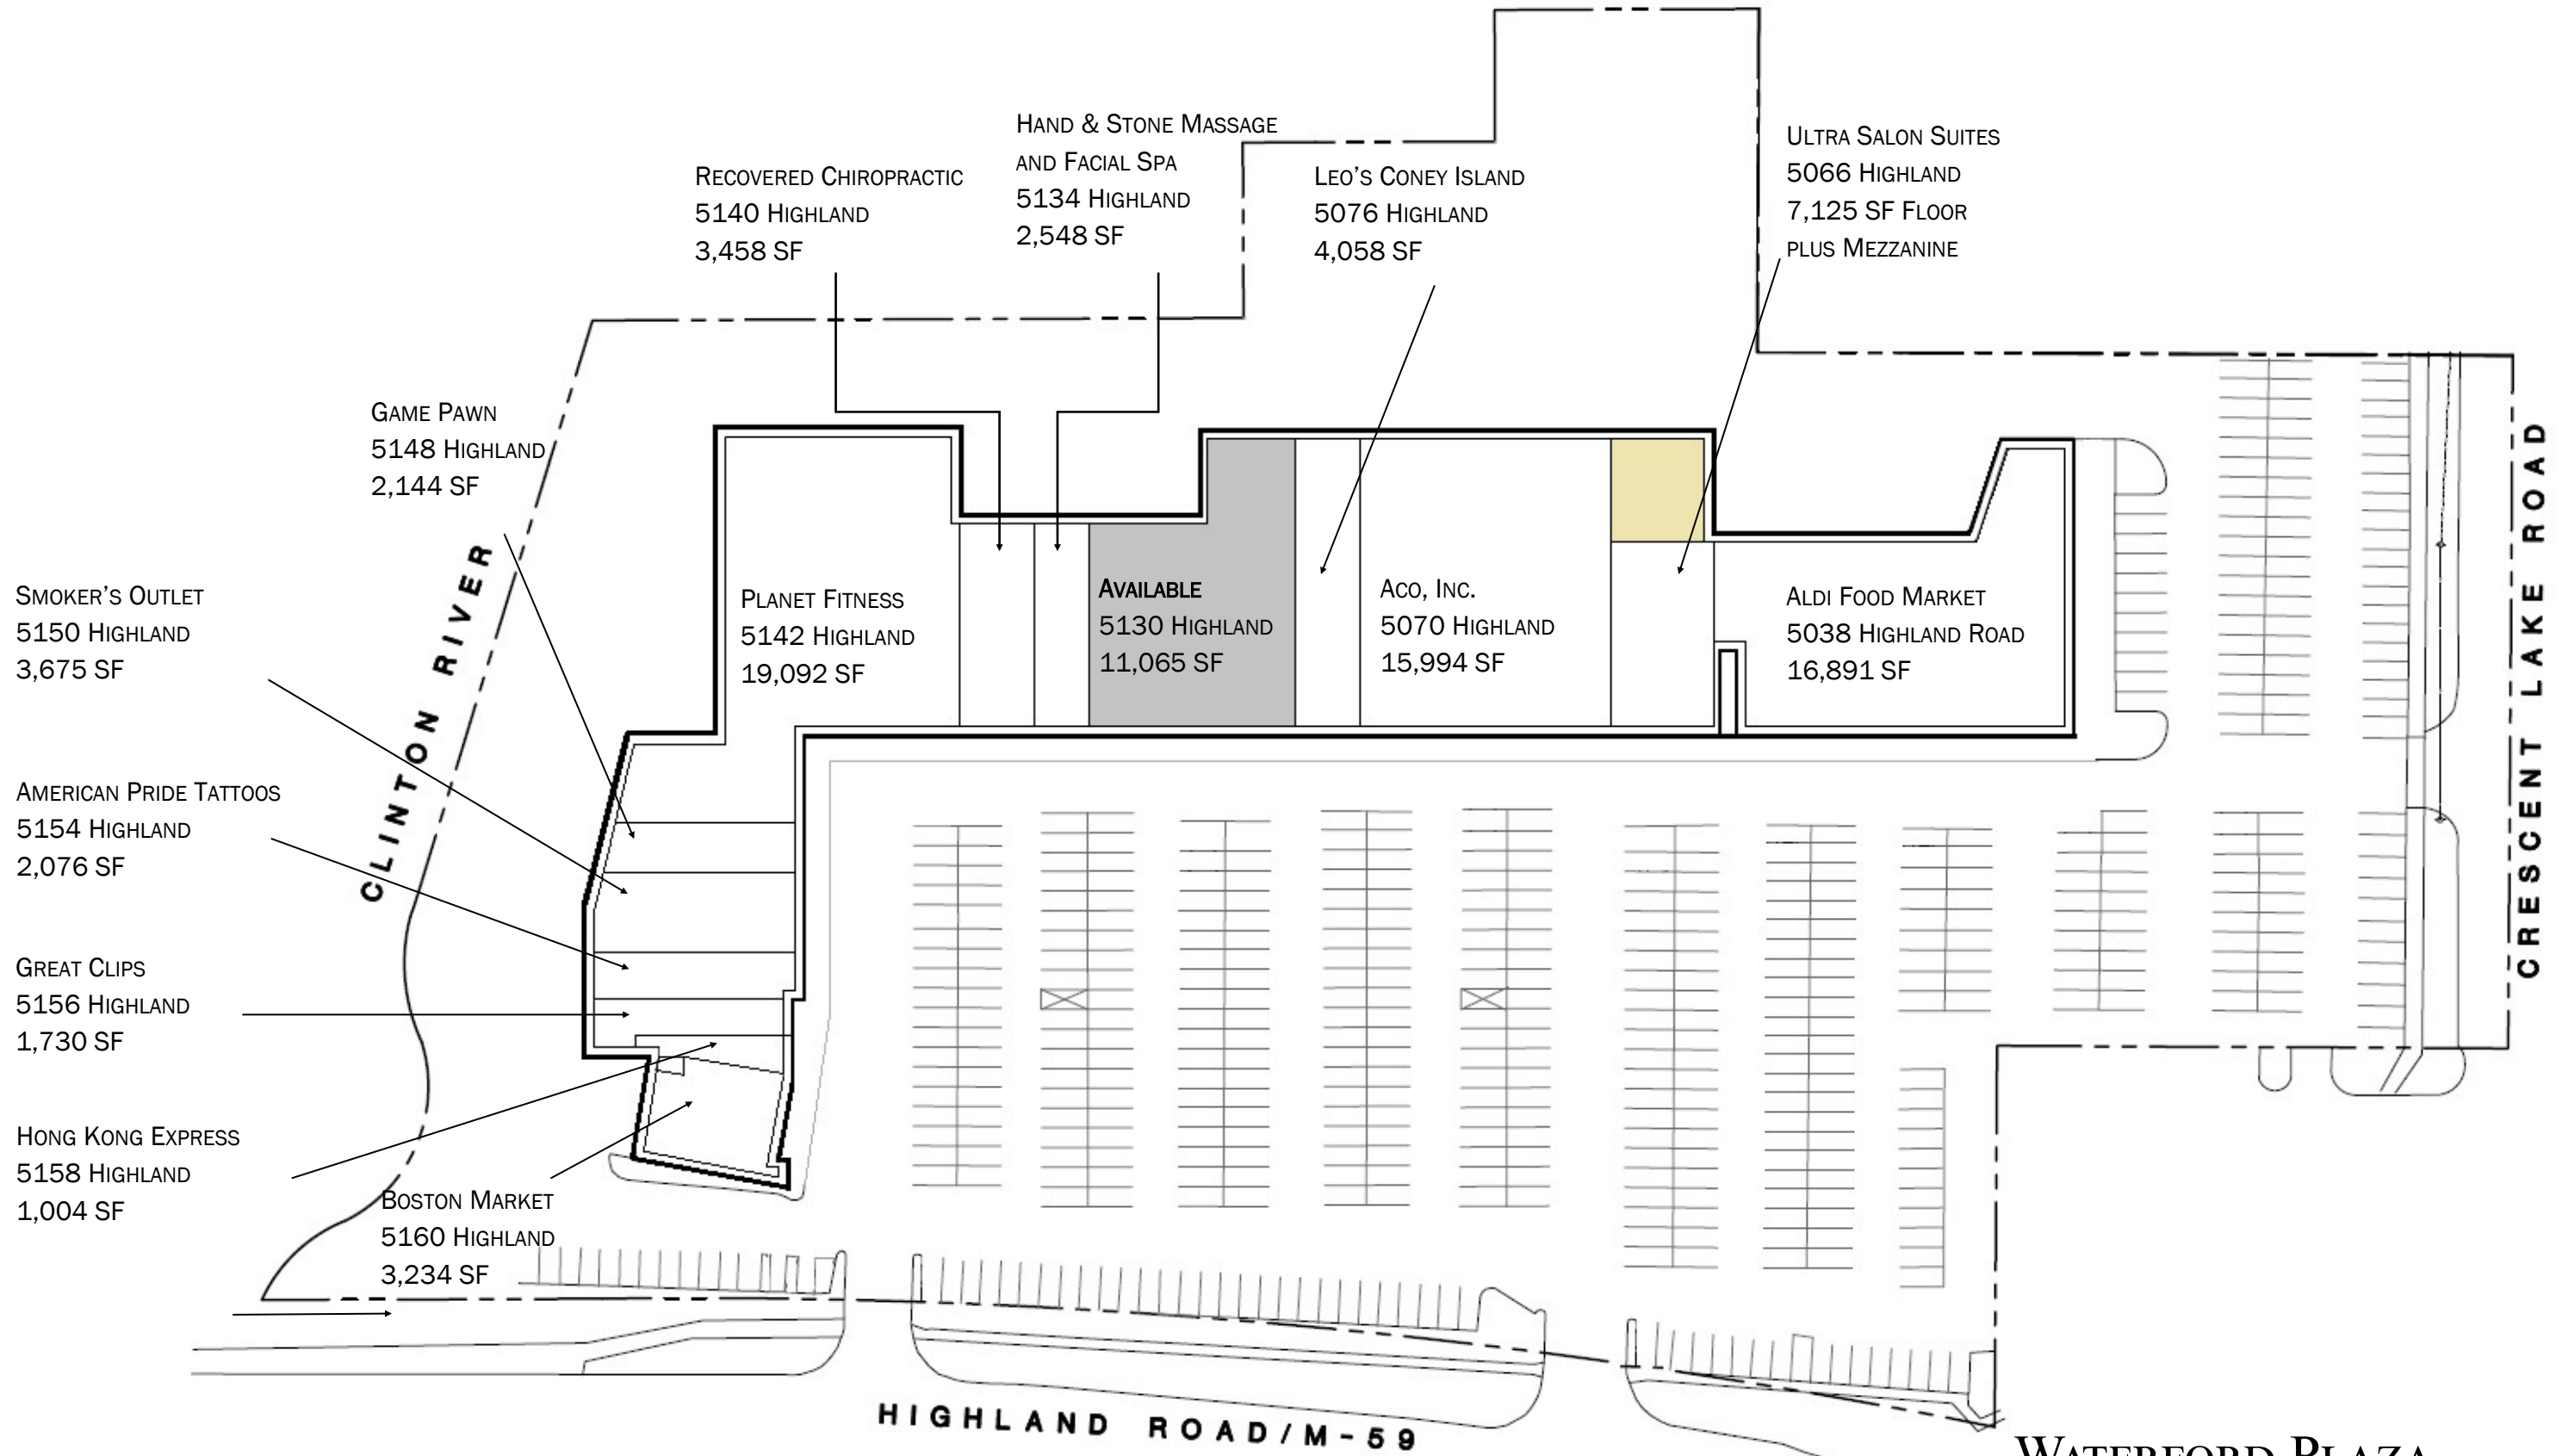 Hand & Stone Massage
and Facial Spa
5134 Highland
2,548 SF
Recovered Chiropractic
5140 Highland
3,458 SF
Leo's Coney Island
5076 Highland
4,058 SF
Ultra Salon Suites
5066 Highland
7,125 SF Floor
plus Mezzanine
Game Pawn
5148 Highland
2,144 SF
Smoker's Outlet
5150 Highland
3,675 SF
American Pride Tattoos
5154 Highland
2,076 SF
Great Clips
5156 Highland
1,730 SF
Hong Kong Express
5158 Highland
1,004 SF
Boston Market
5160 Highland
3,234 SF
Planet Fitness
5142 Highland
19,092 SF
Available
5130 Highland
11,065 SF
Aco, Inc.
5070 Highland
15,994 SF
Aldi Food Market
5038 Highland Road
16,891 SF
CLINTON RIVER
CRESCENT LAKE ROAD
HIGHLAND ROAD/M-59
Waterford Plaza